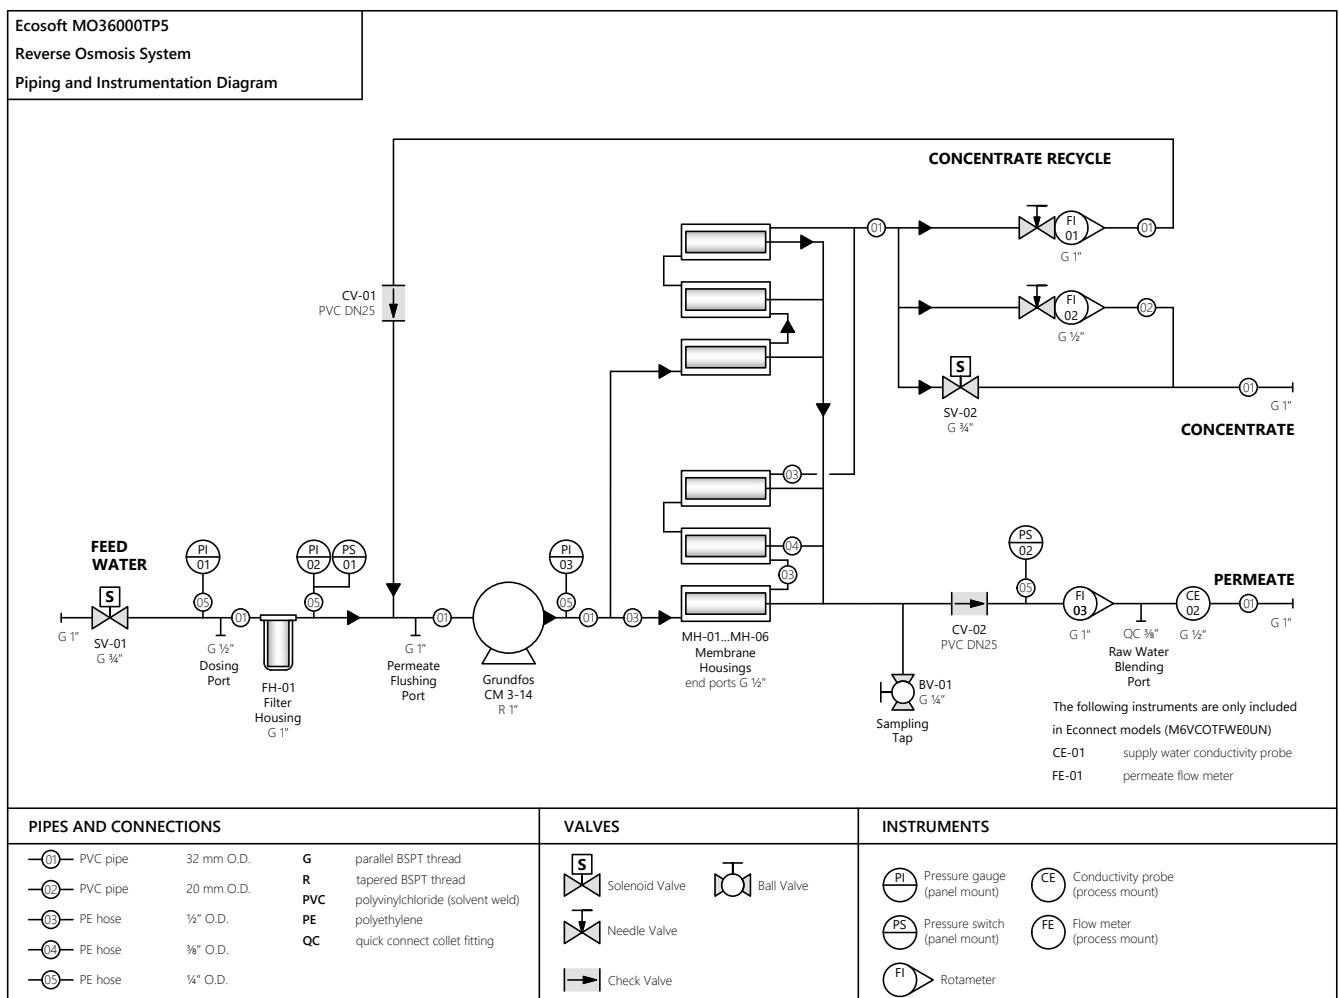 Ecosoft MO36000TP5
Reverse Osmosis System
Piping and Instrumentation Diagram
CONCENTRATE RECYCLE
01
FI
01
01
G 1"
CV-01
PVC DN25
FI
02
02
G ½"
S
SV-02
G ¾"
01
G 1"
CONCENTRATE
03
04
03
FEED
WATER
S
G 1"
SV-01
G ¾"
PI
01
05
01
G ½"
Dosing
Port
PI
02
PS
01
05
FH-01
Filter
Housing
G 1"
G 1"
Permeate
Flushing
Port
01
Grundfos
CM 3-14
R 1"
PI
03
05
01
03
MH-01...MH-06
Membrane
Housings
end ports G ½"
CV-02
PVC DN25
BV-01
G ¼"
Sampling
Tap
PS
02
05
FI
03
G 1"
QC ⅜"
Raw Water
Blending
Port
CE
02
G ½"
PERMEATE
01
G 1"
The following instruments are only included
in Econnect models (M6VCOTFWE0UN)
CE-01 supply water conductivity probe
FE-01 permeate flow meter
PIPES AND CONNECTIONS
01 PVC pipe 32 mm O.D.
02 PVC pipe 20 mm O.D.
03 PE hose ½" O.D.
04 PE hose ⅜" O.D.
05 PE hose ¼" O.D.
G parallel BSPT thread
R tapered BSPT thread
PVC polyvinylchloride (solvent weld)
PE polyethylene
QC quick connect collet fitting
VALVES
S
Solenoid Valve
Ball Valve
Needle Valve
Check Valve
INSTRUMENTS
PI Pressure gauge
(panel mount)
CE Conductivity probe
(process mount)
PS Pressure switch
(panel mount)
FE Flow meter
(process mount)
FI Rotameter